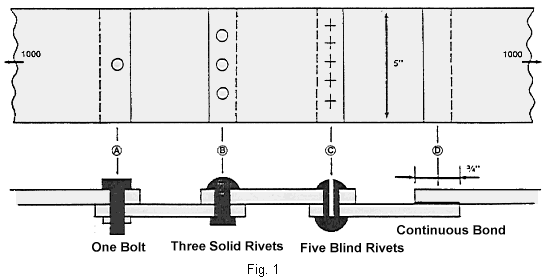 1000
5"
1000
A
B
C
D
3/4"
One Bolt
Three Solid Rivets
Five Blind Rivets
Continuous Bond
Fig. 1